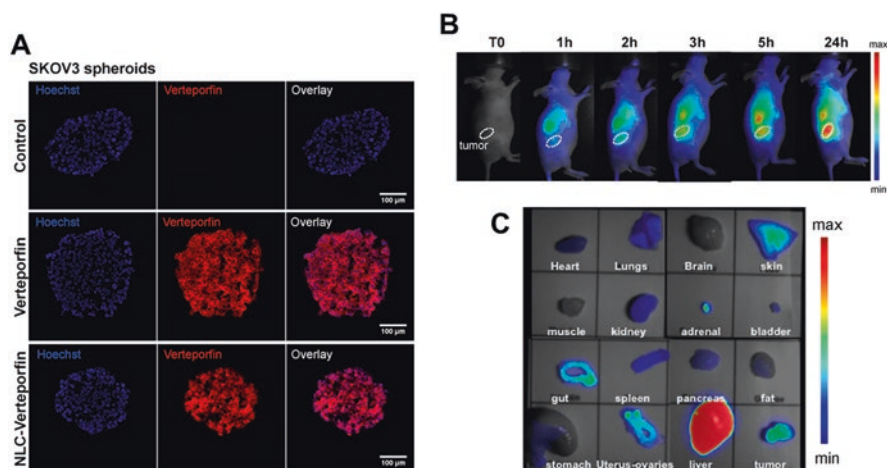 A
SKOV3 spheroids
Hoechst Verteporfin Overlay
Control
100 µm
Hoechst Verteporfin Overlay
Verteporfin
100 µm
Hoechst Verteporfin Overlay
NLC-Verteporfin
100 µm
B
T0 1h 2h 3h 5h 24h
tumor
max
min
C
Heart Lungs Brain skin
muscle kidney adrenal bladder
gut spleen pancreas fat
stomach Uterus-ovaries liver tumor
max
min